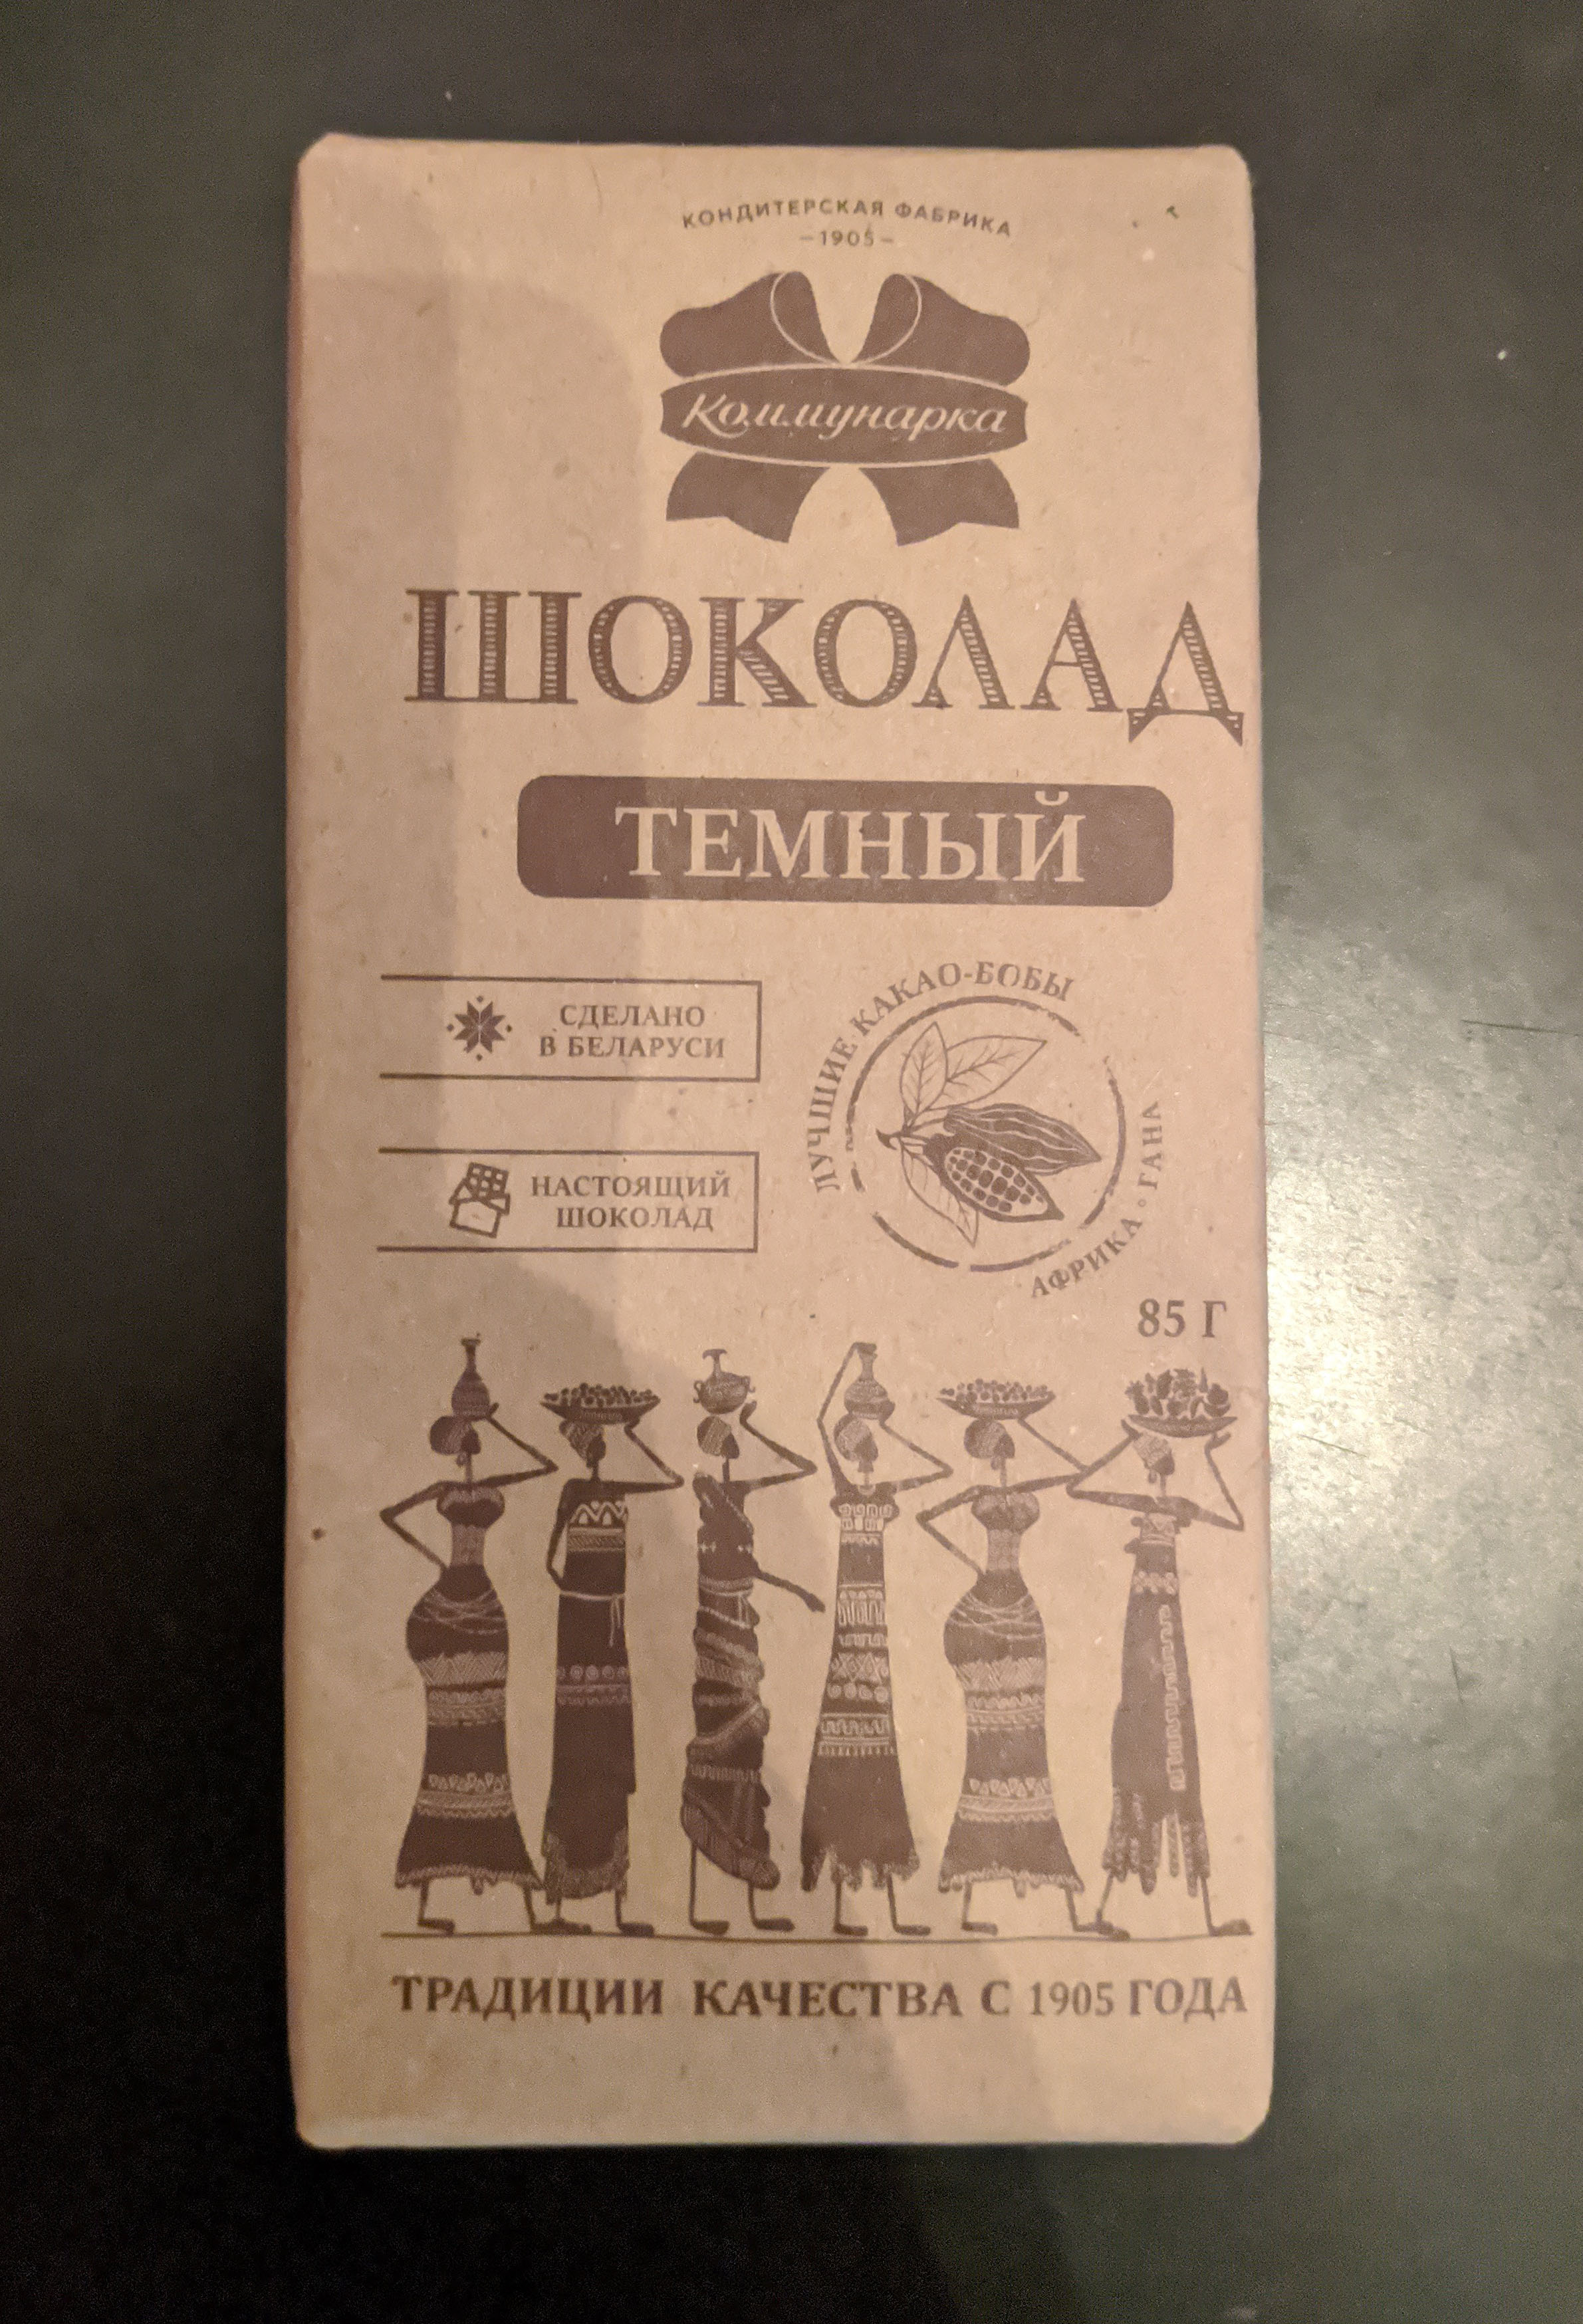 КОНДИТЕРСКАЯ ФАБРИКА
–1905–
Коммунарка
ШОКОЛАД
ТЕМНЫЙ
СДЕЛАНО
В БЕЛАРУСИ
ЛУЧШИЕ КАКАО-БОБЫ
АФРИКА • ГАНА
НАСТОЯЩИЙ
ШОКОЛАД
85 Г
ТРАДИЦИИ КАЧЕСТВА С 1905 ГОДА